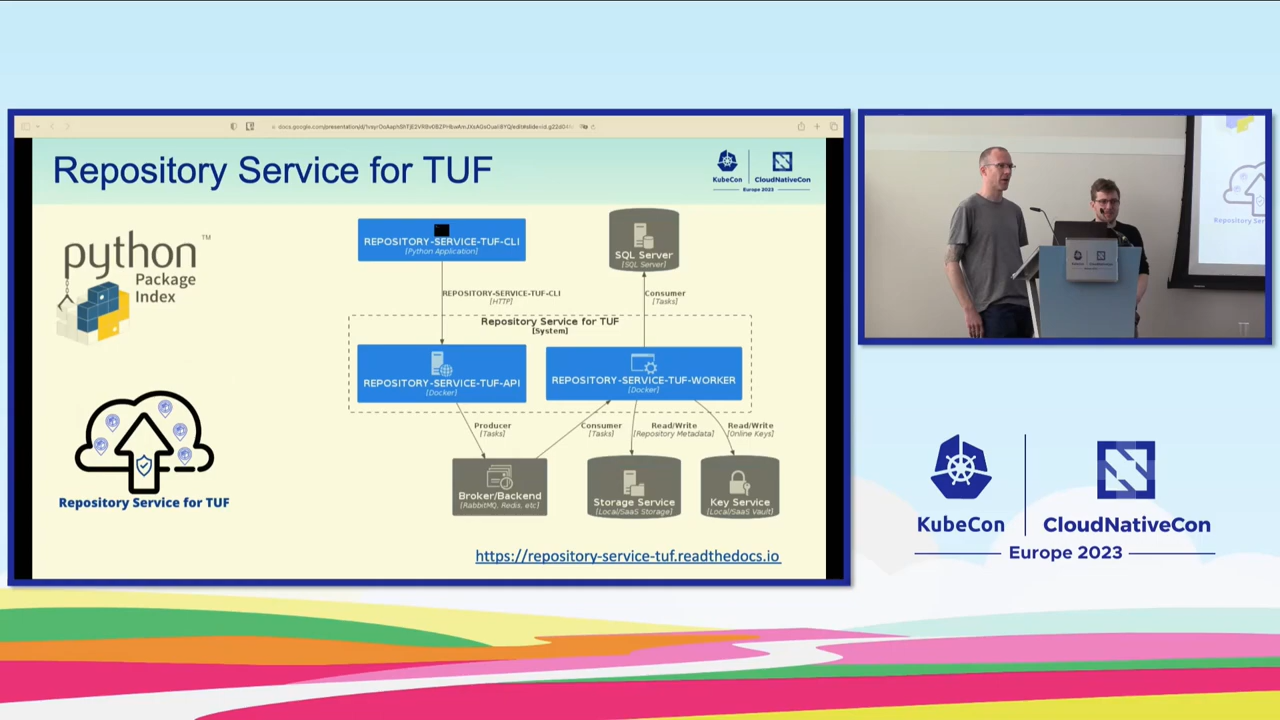 Repository Service for TUF
KubeCon
CloudNativeCon
Europe 2023
python™
Package
Index
REPOSITORY-SERVICE-TUF-CLI
[Python Application]
SQL Server
[SQL Server]
REPOSITORY-SERVICE-TUF-CLI
[HTTP]
Consumer
[Tasks]
Repository Service for TUF
[System]
REPOSITORY-SERVICE-TUF-API
[Docker]
REPOSITORY-SERVICE-TUF-WORKER
[Docker]
Producer
[Tasks]
Consumer
[Tasks]
Read/Write
[Repository Metadata]
Read/Write
[Online Keys]
Broker/Backend
[RabbitMQ, Redis, etc]
Storage Service
[Local/SaaS Storage]
Key Service
[Local/SaaS Vault]
Repository Service for TUF
https://repository-service-tuf.readthedocs.io
KubeCon
CloudNativeCon
Europe 2023